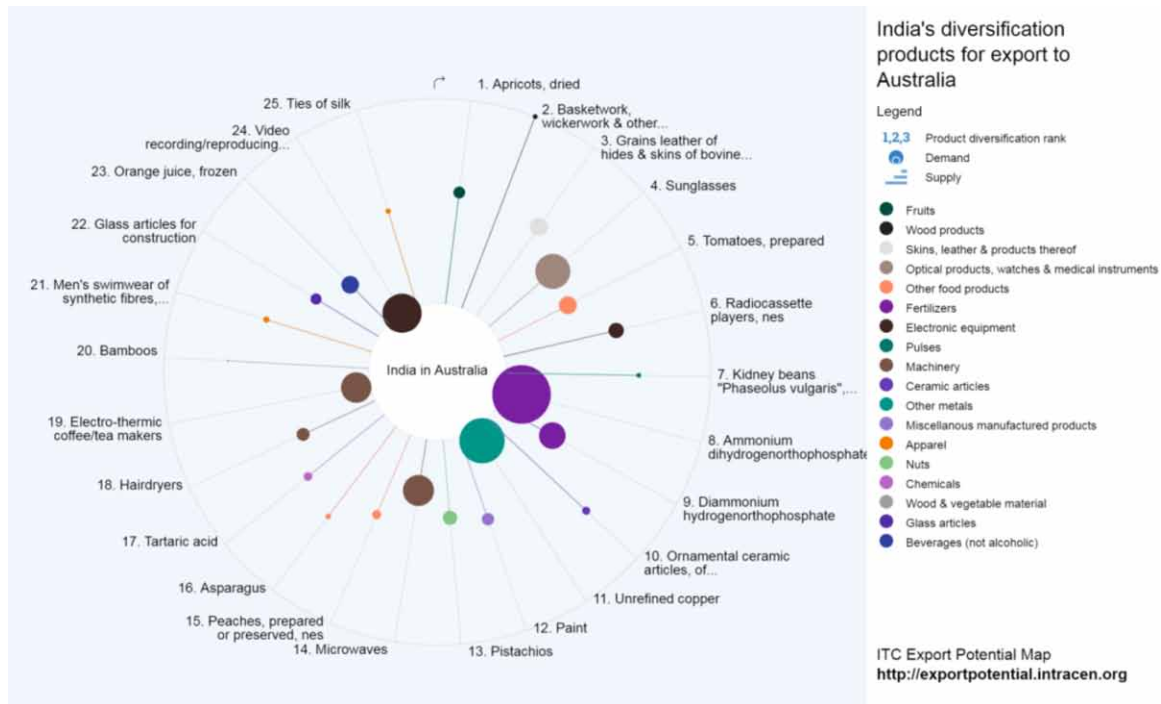 India's diversification
products for export to
Australia
Legend
1,2,3 Product diversification rank
Demand
Supply
Fruits
Wood products
Skins, leather & products thereof
Optical products, watches & medical instruments
Other food products
Fertilizers
Electronic equipment
Pulses
Machinery
Ceramic articles
Other metals
Miscellanous manufactured products
Apparel
Nuts
Chemicals
Wood & vegetable material
Glass articles
Beverages (not alcoholic)
ITC Export Potential Map
http://exportpotential.intracen.org
India in Australia
1. Apricots, dried
2. Basketwork,
wickerwork & other...
3. Grains leather of
hides & skins of bovine...
4. Sunglasses
5. Tomatoes, prepared
6. Radiocassette
players, nes
7. Kidney beans
"Phaseolus vulgaris",...
8. Ammonium
dihydrogenorthophosphate
9. Diammonium
hydrogenorthophosphate
10. Ornamental ceramic
articles, of...
11. Unrefined copper
12. Paint
13. Pistachios
14. Microwaves
15. Peaches, prepared
or preserved, nes
16. Asparagus
17. Tartaric acid
18. Hairdryers
19. Electro-thermic
coffee/tea makers
20. Bamboos
21. Men's swimwear of
synthetic fibres,...
22. Glass articles for
construction
23. Orange juice, frozen
24. Video
recording/reproducing...
25. Ties of silk